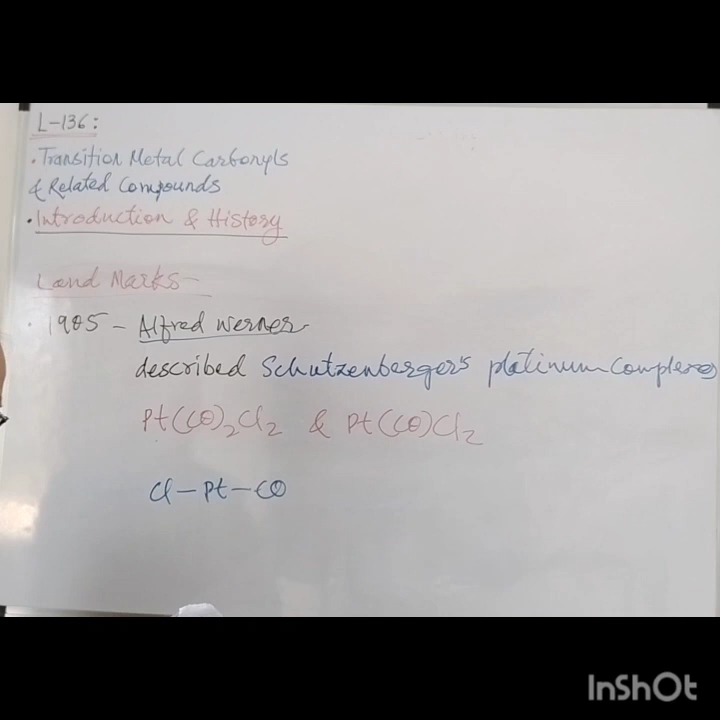 L-136:
• Transition Metal Carbonyls
& Related Compounds
• Introduction & History
Land Marks-
• 1905 - Alfred Werner
described Schutzenberger's platinum Complexes
Pt(CO)2Cl2 & Pt(CO)Cl2
Cl-Pt-CO
InShOt